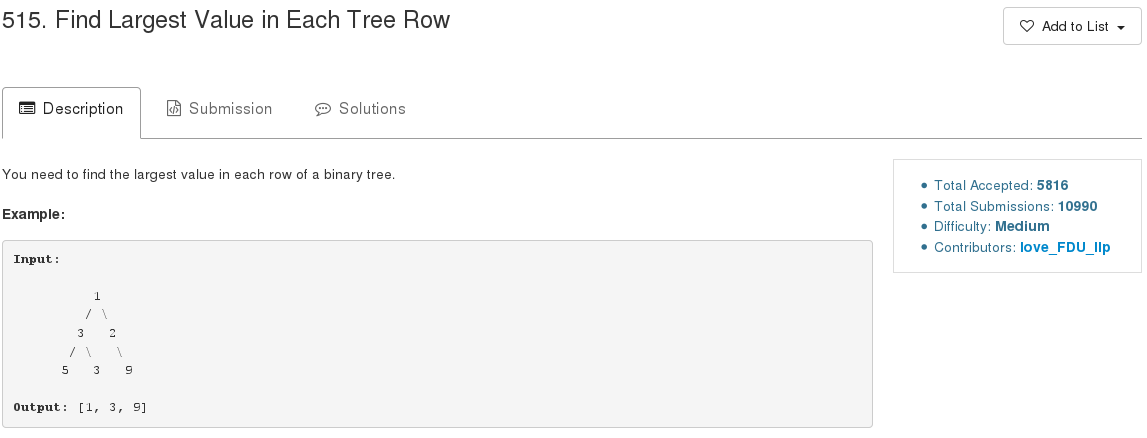 515. Find Largest Value in Each Tree Row
Add to List
Description Submission Solutions
You need to find the largest value in each row of a binary tree.
Total Accepted: 5816
Total Submissions: 10990
Difficulty: Medium
Contributors: love_FDU_llp
Example:
Input:
1
/ \
3 2
/ \ \
5 3 9
Output: [1, 3, 9]